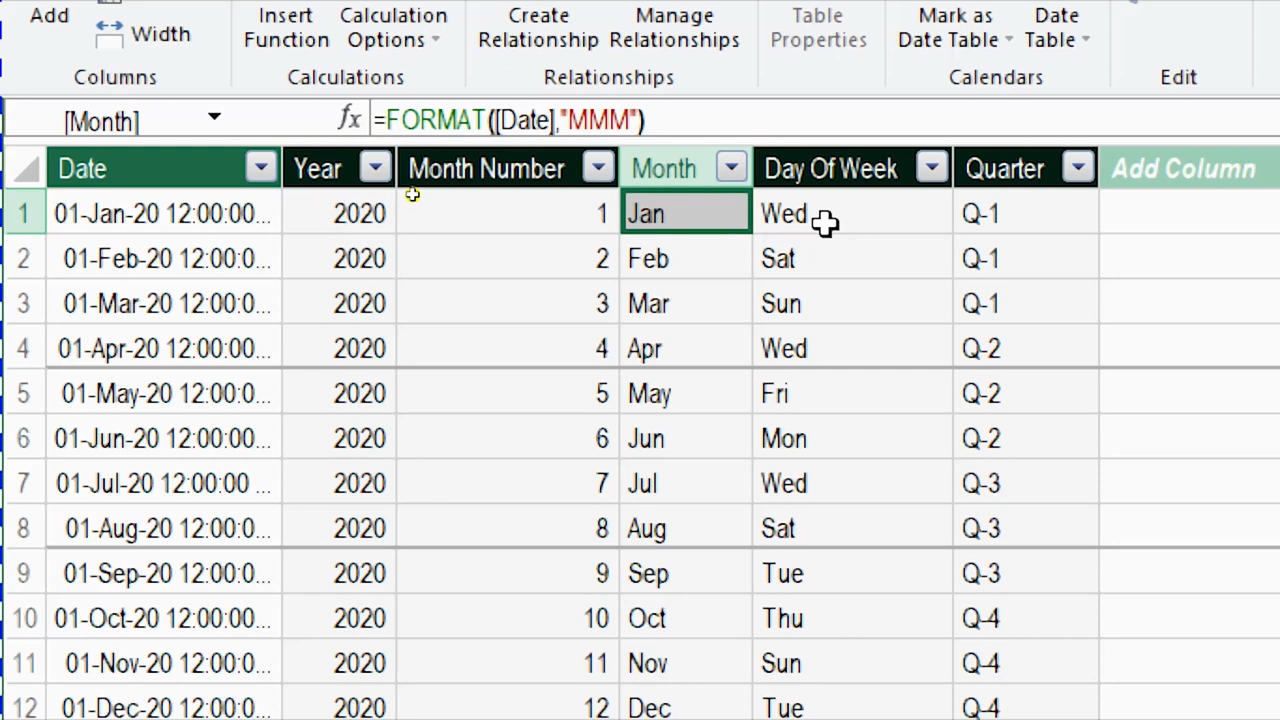 Add
Width
Columns
Insert Function
Calculation Options
Calculations
Create Relationship
Manage Relationships
Relationships
Table Properties
Mark as Date Table
Date Table
Calendars
Edit
[Month] fx =FORMAT([Date],"MMM")
Date Year Month Number Month Day Of Week Quarter Add Column
1 01-Jan-20 12:00:00... 2020 1 Jan Wed Q-1
2 01-Feb-20 12:00:0... 2020 2 Feb Sat Q-1
3 01-Mar-20 12:00:0... 2020 3 Mar Sun Q-1
4 01-Apr-20 12:00:00... 2020 4 Apr Wed Q-2
5 01-May-20 12:00:0... 2020 5 May Fri Q-2
6 01-Jun-20 12:00:00... 2020 6 Jun Mon Q-2
7 01-Jul-20 12:00:00 ... 2020 7 Jul Wed Q-3
8 01-Aug-20 12:00:0... 2020 8 Aug Sat Q-3
9 01-Sep-20 12:00:0... 2020 9 Sep Tue Q-3
10 01-Oct-20 12:00:00... 2020 10 Oct Thu Q-4
11 01-Nov-20 12:00:0... 2020 11 Nov Sun Q-4
12 01-Dec-20 12:00:0... 2020 12 Dec Tue Q-4